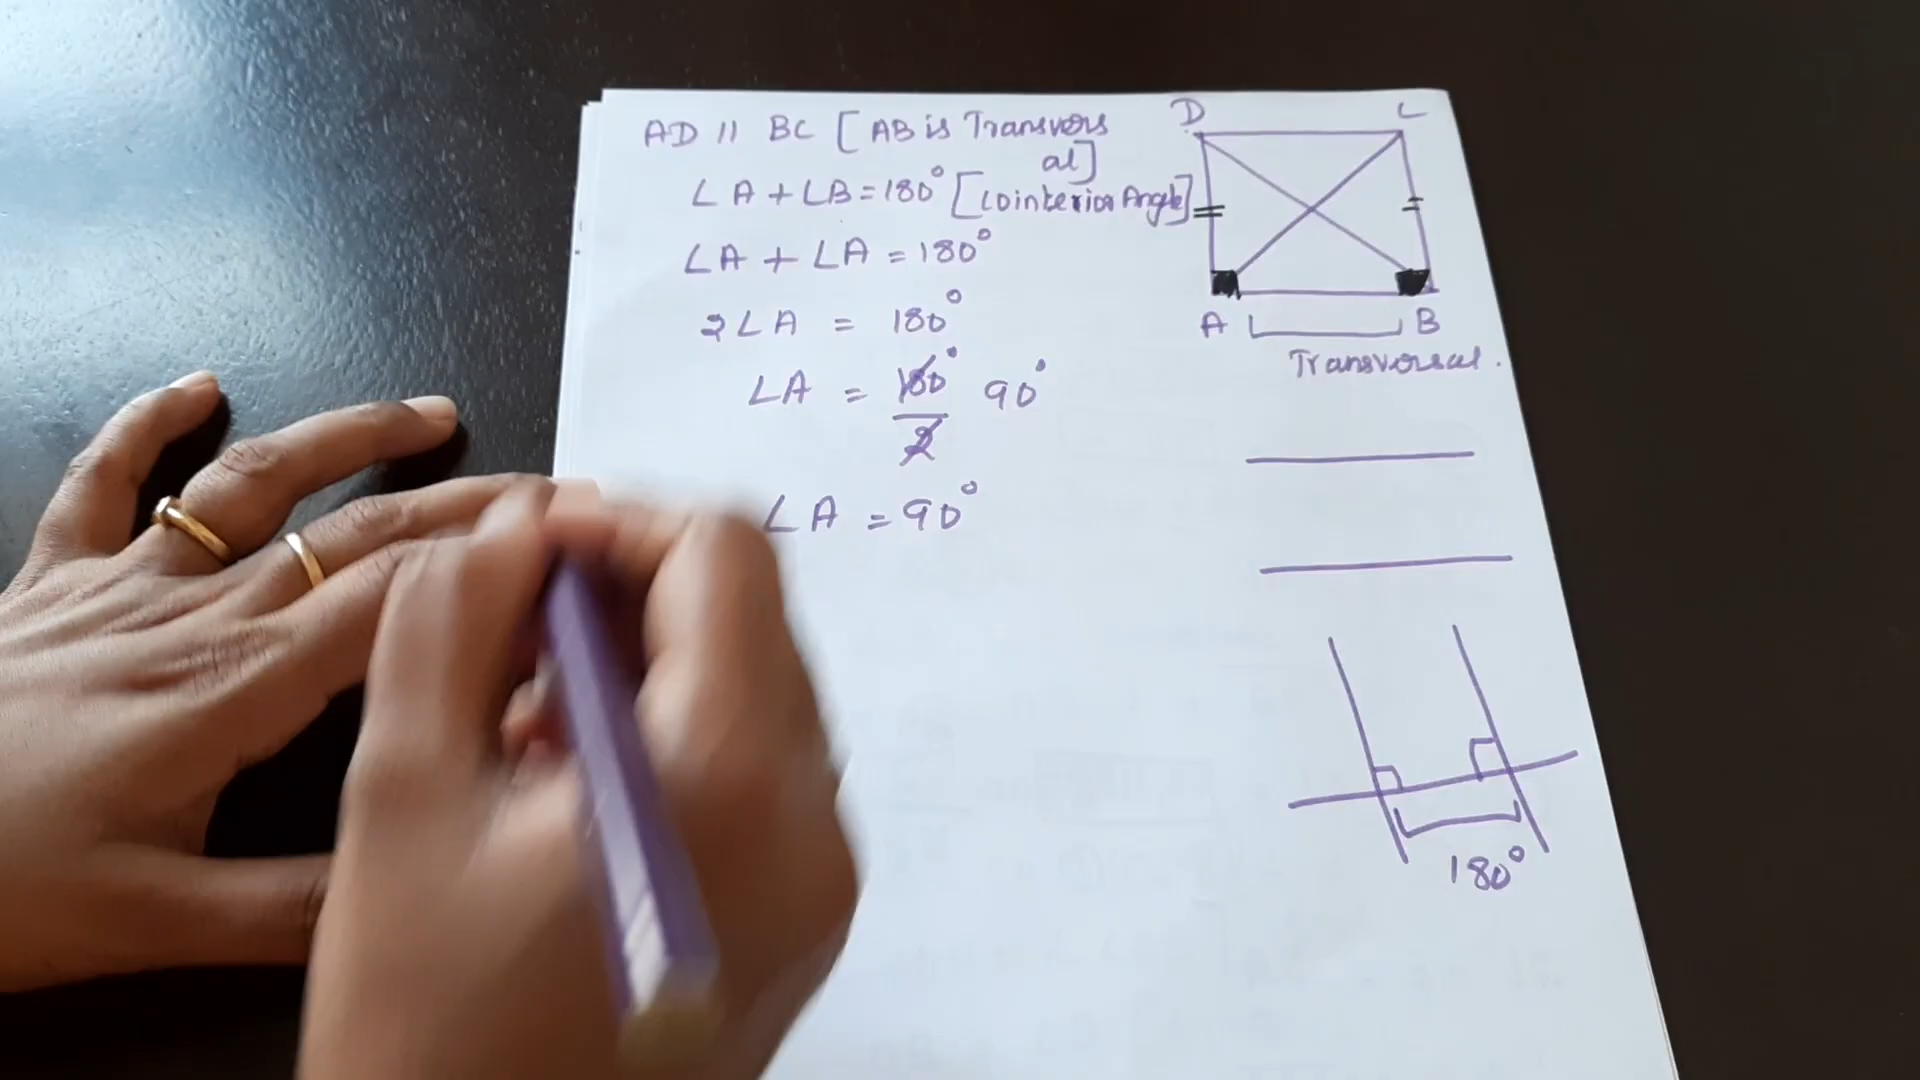 AD || BC [AB is Transvers
al]
∠A + ∠B = 180° [Cointerior Angle]
∠A + ∠A = 180°
2∠A = 180°
∠A = 180°/2 90°
∠A = 90°
D C
A B
Transversal.
180°